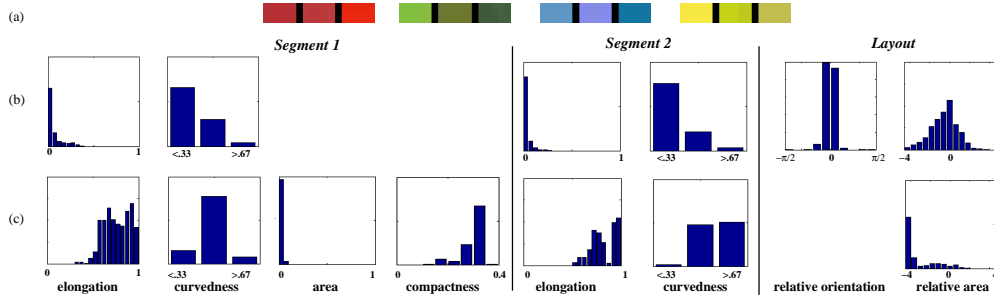 (a)
Segment 1 Segment 2 Layout
(b)
0 1 <.33 >.67 0 1 <.33 >.67 −π/2 0 π/2 −4 0 4
(c)
0 1 <.33 >.67 0 1 0 0.4 0 1 <.33 >.67 −4 0 4
elongation curvedness area compactness elongation curvedness relative orientation relative area